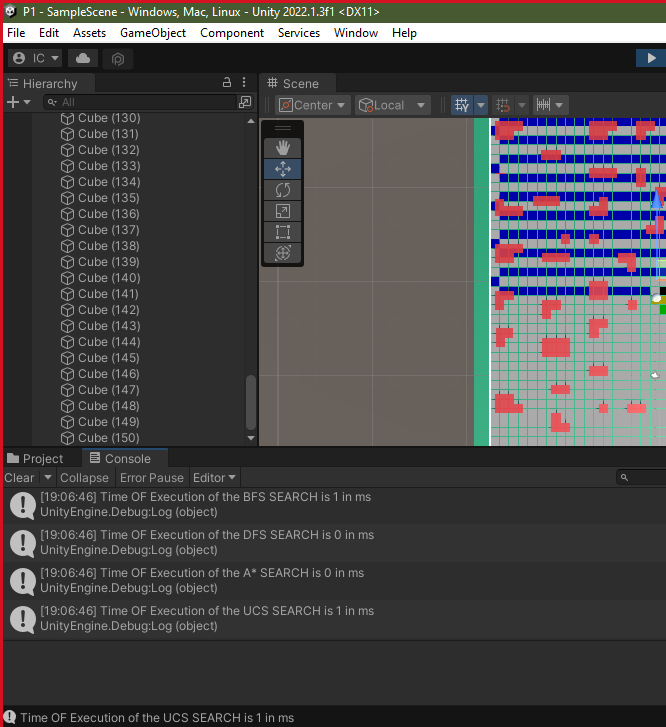 P1 - SampleScene - Windows, Mac, Linux - Unity 2022.1.3f1 <DX11>
File Edit Assets GameObject Component Services Window Help
IC
Hierarchy
Scene
All
Center Local
Cube (130)
Cube (131)
Cube (132)
Cube (133)
Cube (134)
Cube (135)
Cube (136)
Cube (137)
Cube (138)
Cube (139)
Cube (140)
Cube (141)
Cube (142)
Cube (143)
Cube (144)
Cube (145)
Cube (146)
Cube (147)
Cube (148)
Cube (149)
Cube (150)
Project Console
Clear Collapse Error Pause Editor
[19:06:46] Time OF Execution of the BFS SEARCH is 1 in ms
UnityEngine.Debug:Log (object)
[19:06:46] Time OF Execution of the DFS SEARCH is 0 in ms
UnityEngine.Debug:Log (object)
[19:06:46] Time OF Execution of the A* SEARCH is 0 in ms
UnityEngine.Debug:Log (object)
[19:06:46] Time OF Execution of the UCS SEARCH is 1 in ms
UnityEngine.Debug:Log (object)
Time OF Execution of the UCS SEARCH is 1 in ms